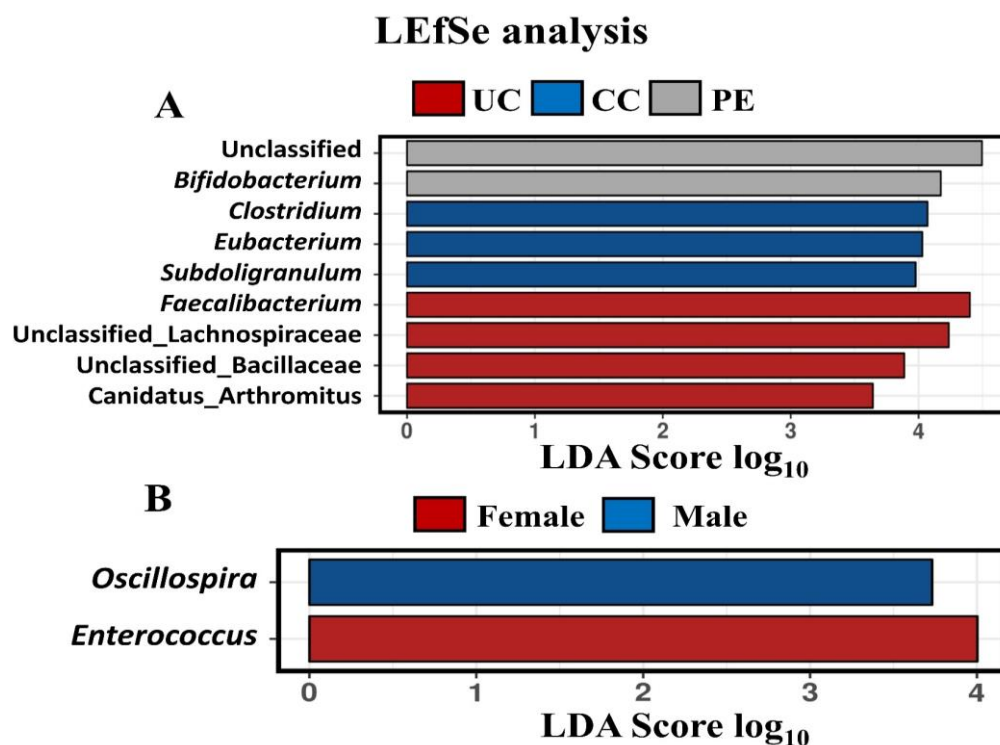 LEfSe analysis
A
UC CC PE
Unclassified
Bifidobacterium
Clostridium
Eubacterium
Subdoligranulum
Faecalibacterium
Unclassified_Lachnospiraceae
Unclassified_Bacillaceae
Canidatus_Arthromitus
0 1 2 3 4
LDA Score log₁₀
B
Female Male
Oscillospira
Enterococcus
0 1 2 3 4
LDA Score log₁₀